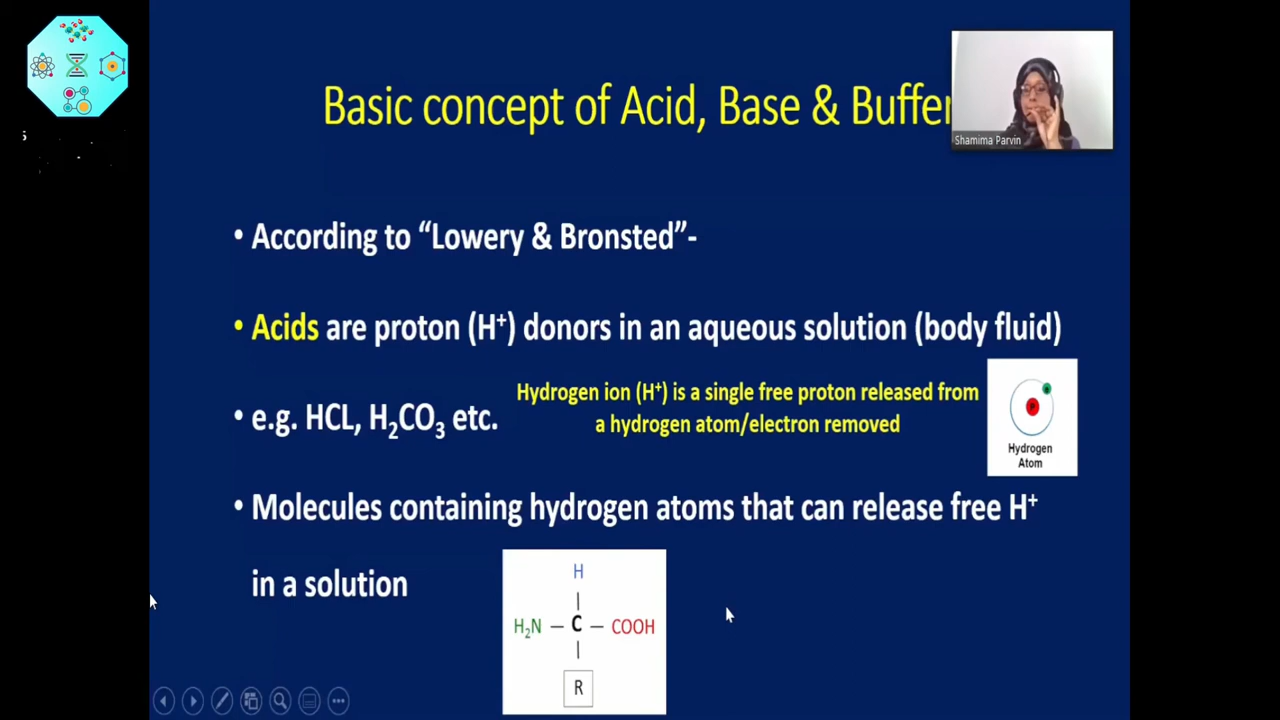 Basic concept of Acid, Base & Buffer
Shamima Parvin
• According to “Lowery & Bronsted”-
• Acids are proton (H⁺) donors in an aqueous solution (body fluid)
Hydrogen ion (H⁺) is a single free proton released from
a hydrogen atom/electron removed
• e.g. HCL, H₂CO₃ etc.
P
e
Hydrogen
Atom
• Molecules containing hydrogen atoms that can release free H⁺
in a solution
H
H₂N — C — COOH
R